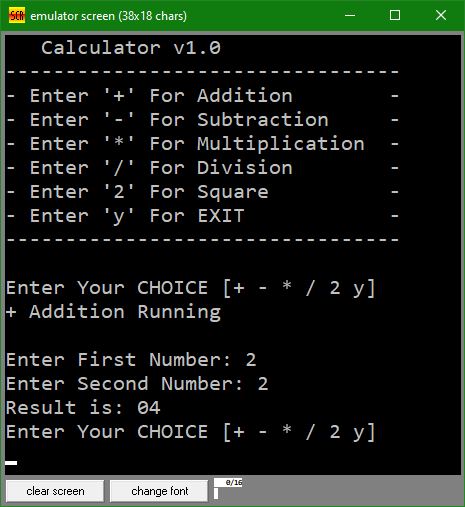 SCR emulator screen (38x18 chars)
Calculator v1.0
---------------------------------
- Enter '+' For Addition        -
- Enter '-' For Subtraction     -
- Enter '*' For Multiplication  -
- Enter '/' For Division        -
- Enter '2' For Square          -
- Enter 'y' For EXIT            -
---------------------------------
Enter Your CHOICE [+ - * / 2 y]
+ Addition Running
Enter First Number: 2
Enter Second Number: 2
Result is: 04
Enter Your CHOICE [+ - * / 2 y]
clear screen change font 0/16